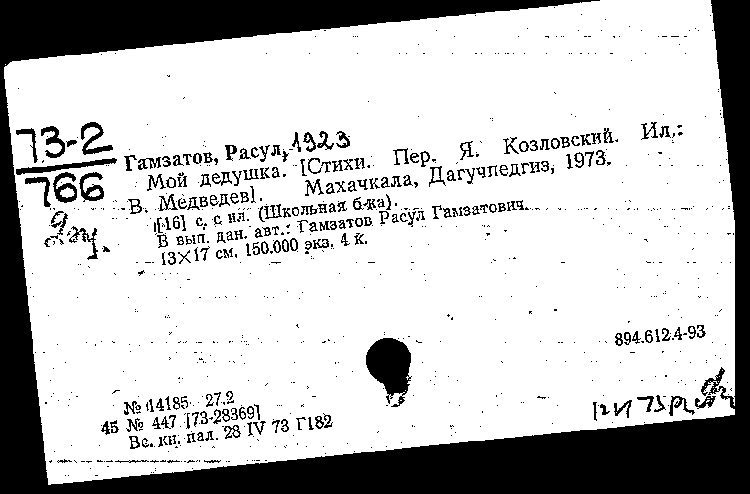 73-2
766
2эк.
Гамзатов, Расул, 1923
Мой дедушка. [Стихи. Пер. Я. Козловский. Ил.:
В. Медведев]. Махачкала, Дагучпедгиз, 1973.
[16] с. с ил. (Школьная б-ка).
В вып. дан. авт.: Гамзатов Расул Гамзатович.
13×17 см. 150.000 экз. 4 к.
894.612.4-93
№ 14185 27.2
45 № 447 [73-28369]
Вс. кн. пал. 28 IV 73 Г182